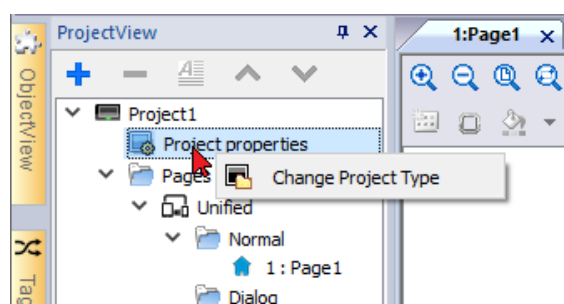 ProjectView
1:Page1
ObjectView
Project1
Project properties
Pages
Change Project Type
Unified
Normal
1 : Page1
Dialog
Tag